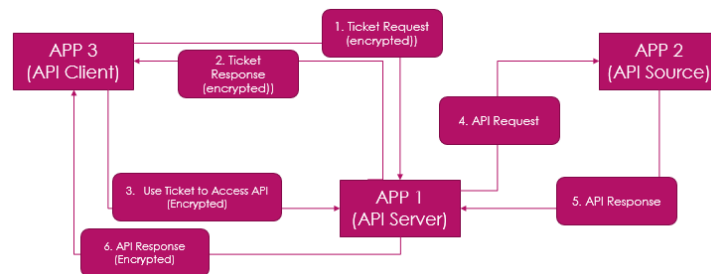 1. Ticket Request
(encrypted))
APP 3
(API Client)
2. Ticket
Response
(encrypted))
APP 2
(API Source)
4. API Request
3. Use Ticket to Access API
(Encrypted)
APP 1
(API Server)
5. API Response
6. API Response
(Encrypted)